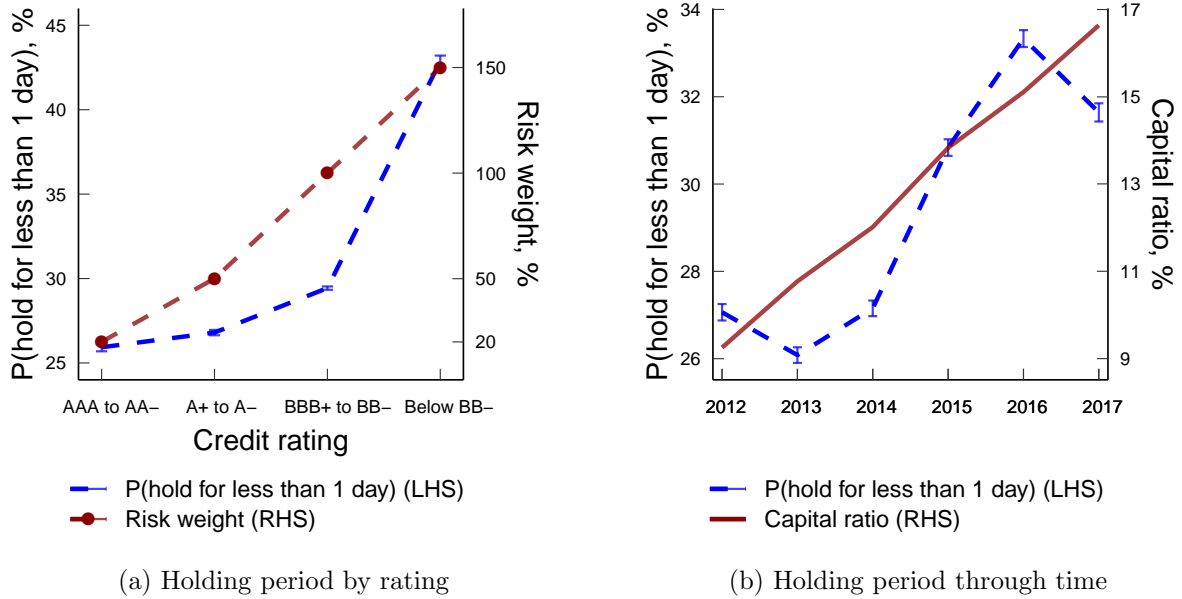 P(hold for less than 1 day), %
45
40
35
30
25
150
100
50
20
Risk weight, %
AAA to AA−
A+ to A−
BBB+ to BB−
Below BB−
Credit rating
P(hold for less than 1 day) (LHS)
Risk weight (RHS)
(a) Holding period by rating
P(hold for less than 1 day), %
34
32
30
28
26
17
15
13
11
9
Capital ratio, %
2012
2013
2014
2015
2016
2017
P(hold for less than 1 day) (LHS)
Capital ratio (RHS)
(b) Holding period through time